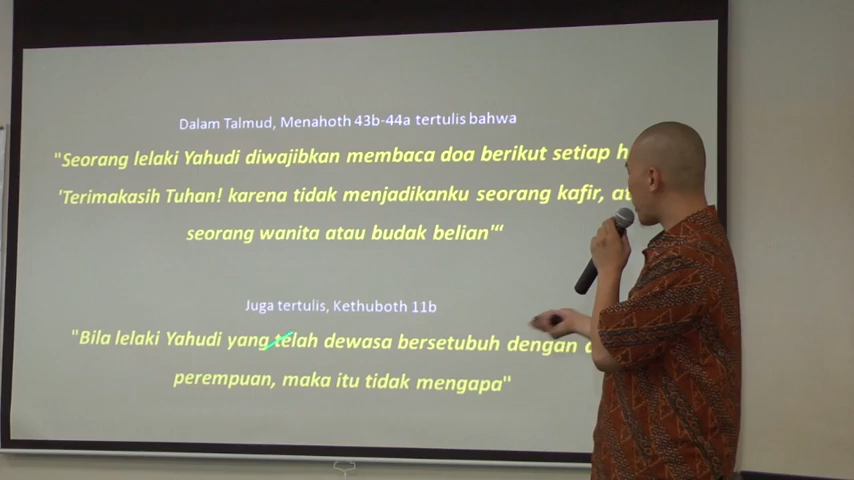 Dalam Talmud, Menahoth 43b-44a tertulis bahwa
"Seorang lelaki Yahudi diwajibkan membaca doa berikut setiap
'Terimakasih Tuhan! karena tidak menjadikanku seorang kafir,
seorang wanita atau budak belian'"
Juga tertulis, Kethuboth 11b
"Bila lelaki Yahudi yang telah dewasa bersetubuh dengan
perempuan, maka itu tidak mengapa"